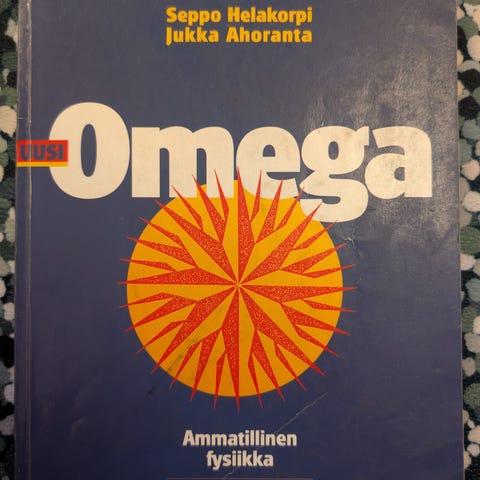 Seppo Helakorpi
Jukka Ahoranta
UUSI
Omega
Ammatillinen
fysiikka